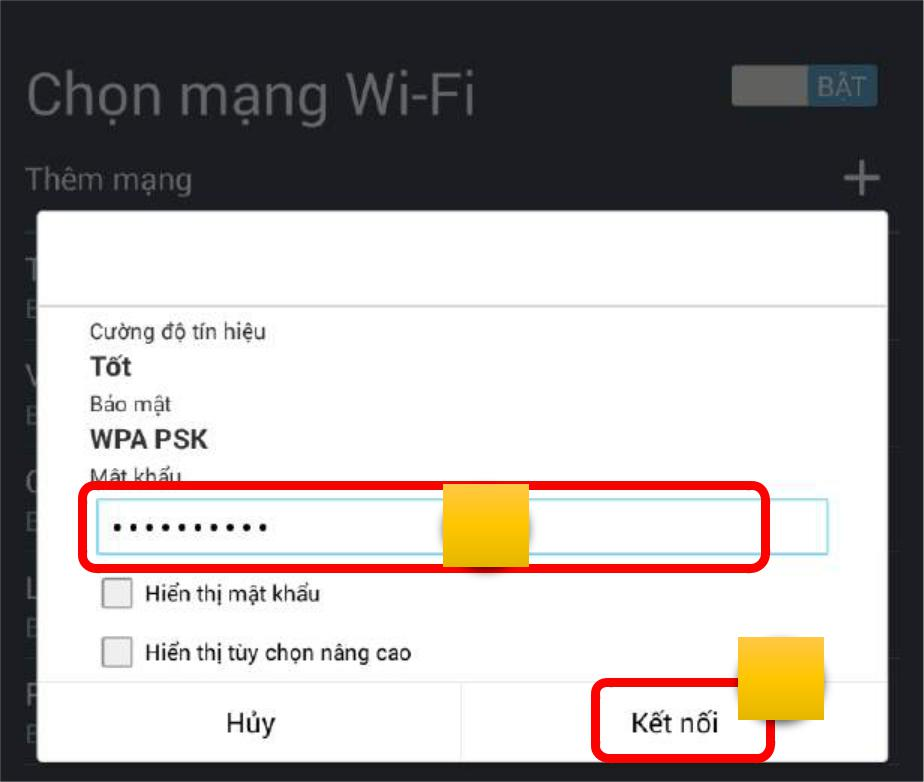 Chọn mạng Wi-Fi
BẬT
Thêm mạng
Cường độ tín hiệu
Tốt
Bảo mật
WPA PSK
Mật khẩu
••••••••••
Hiển thị mật khẩu
Hiển thị tùy chọn nâng cao
Hủy
Kết nối